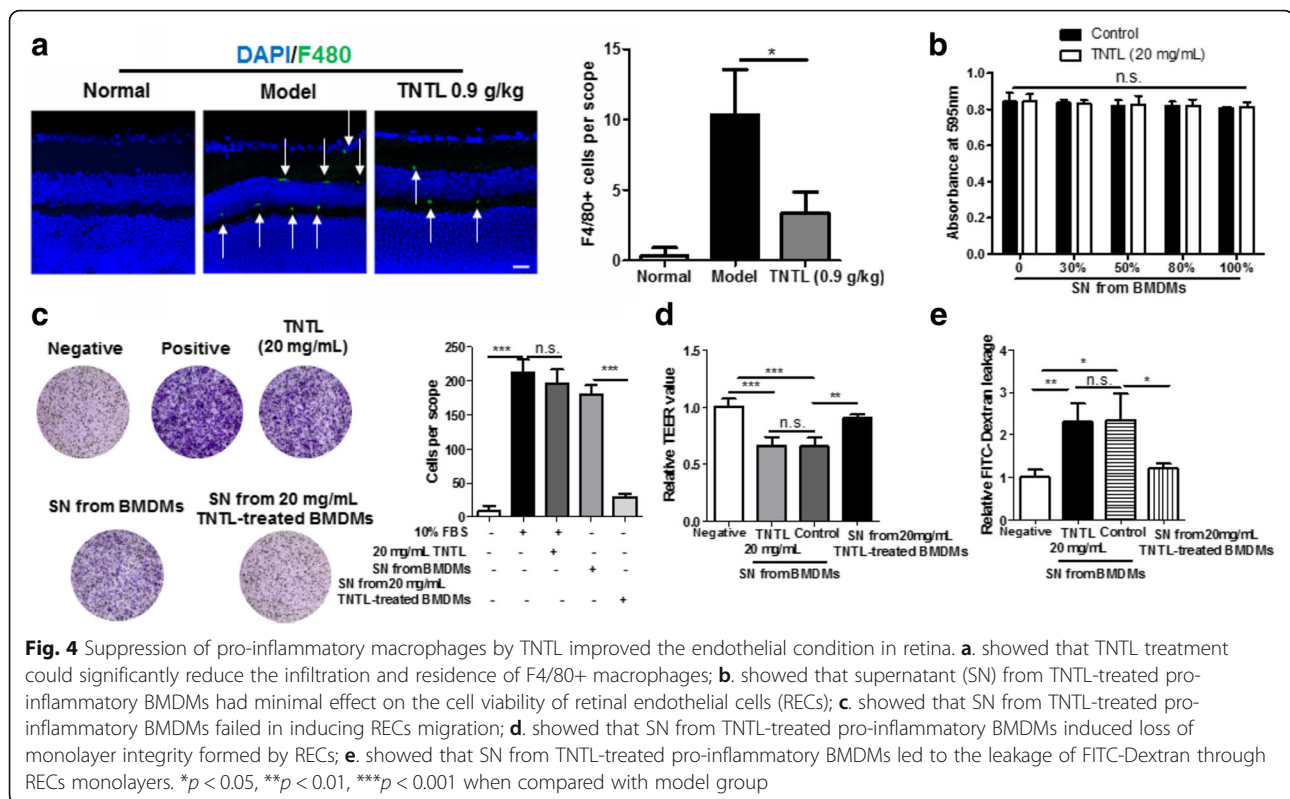 a
DAPI/F480
Normal
Model
TNTL 0.9 g/kg
F4/80+ cells per scope
15
10
5
0
*
Normal
Model
TNTL (0.9 g/kg)
b
Control
TNTL (20 mg/mL)
Absorbance at 595nm
1.0
0.8
0.6
0.4
0.2
0.0
n.s.
0
30%
50%
80%
100%
SN from BMDMs
c
Negative
Positive
TNTL
(20 mg/mL)
SN from BMDMs
SN from 20 mg/mL
TNTL-treated BMDMs
Cells per scope
250
200
150
100
50
0
***
n.s.
***
10% FBS - + + - -
20 mg/mL TNTL - - + - -
SN from BMDMs - - - + -
SN from 20 mg/mL
TNTL-treated BMDMs - - - - +
d
Relative TEER value
1.5
1.0
0.5
0.0
***
***
n.s.
**
Negative
TNTL
20 mg/mL
Control
SN from 20mg/mL
TNTL-treated BMDMs
SN from BMDMs
e
Relative FITC-Dextran leakage
4
3
2
1
0
*
**
n.s.
*
Negative
TNTL
20 mg/mL
Control
SN from 20mg/mL
TNTL-treated BMDMs
SN from BMDMs
Fig. 4 Suppression of pro-inflammatory macrophages by TNTL improved the endothelial condition in retina. a. showed that TNTL treatment
could significantly reduce the infiltration and residence of F4/80+ macrophages; b. showed that supernatant (SN) from TNTL-treated pro-
inflammatory BMDMs had minimal effect on the cell viability of retinal endothelial cells (RECs); c. showed that SN from TNTL-treated pro-
inflammatory BMDMs failed in inducing RECs migration; d. showed that SN from TNTL-treated pro-inflammatory BMDMs induced loss of
monolayer integrity formed by RECs; e. showed that SN from TNTL-treated pro-inflammatory BMDMs led to the leakage of FITC-Dextran through
RECs monolayers. *p < 0.05, **p < 0.01, ***p < 0.001 when compared with model group